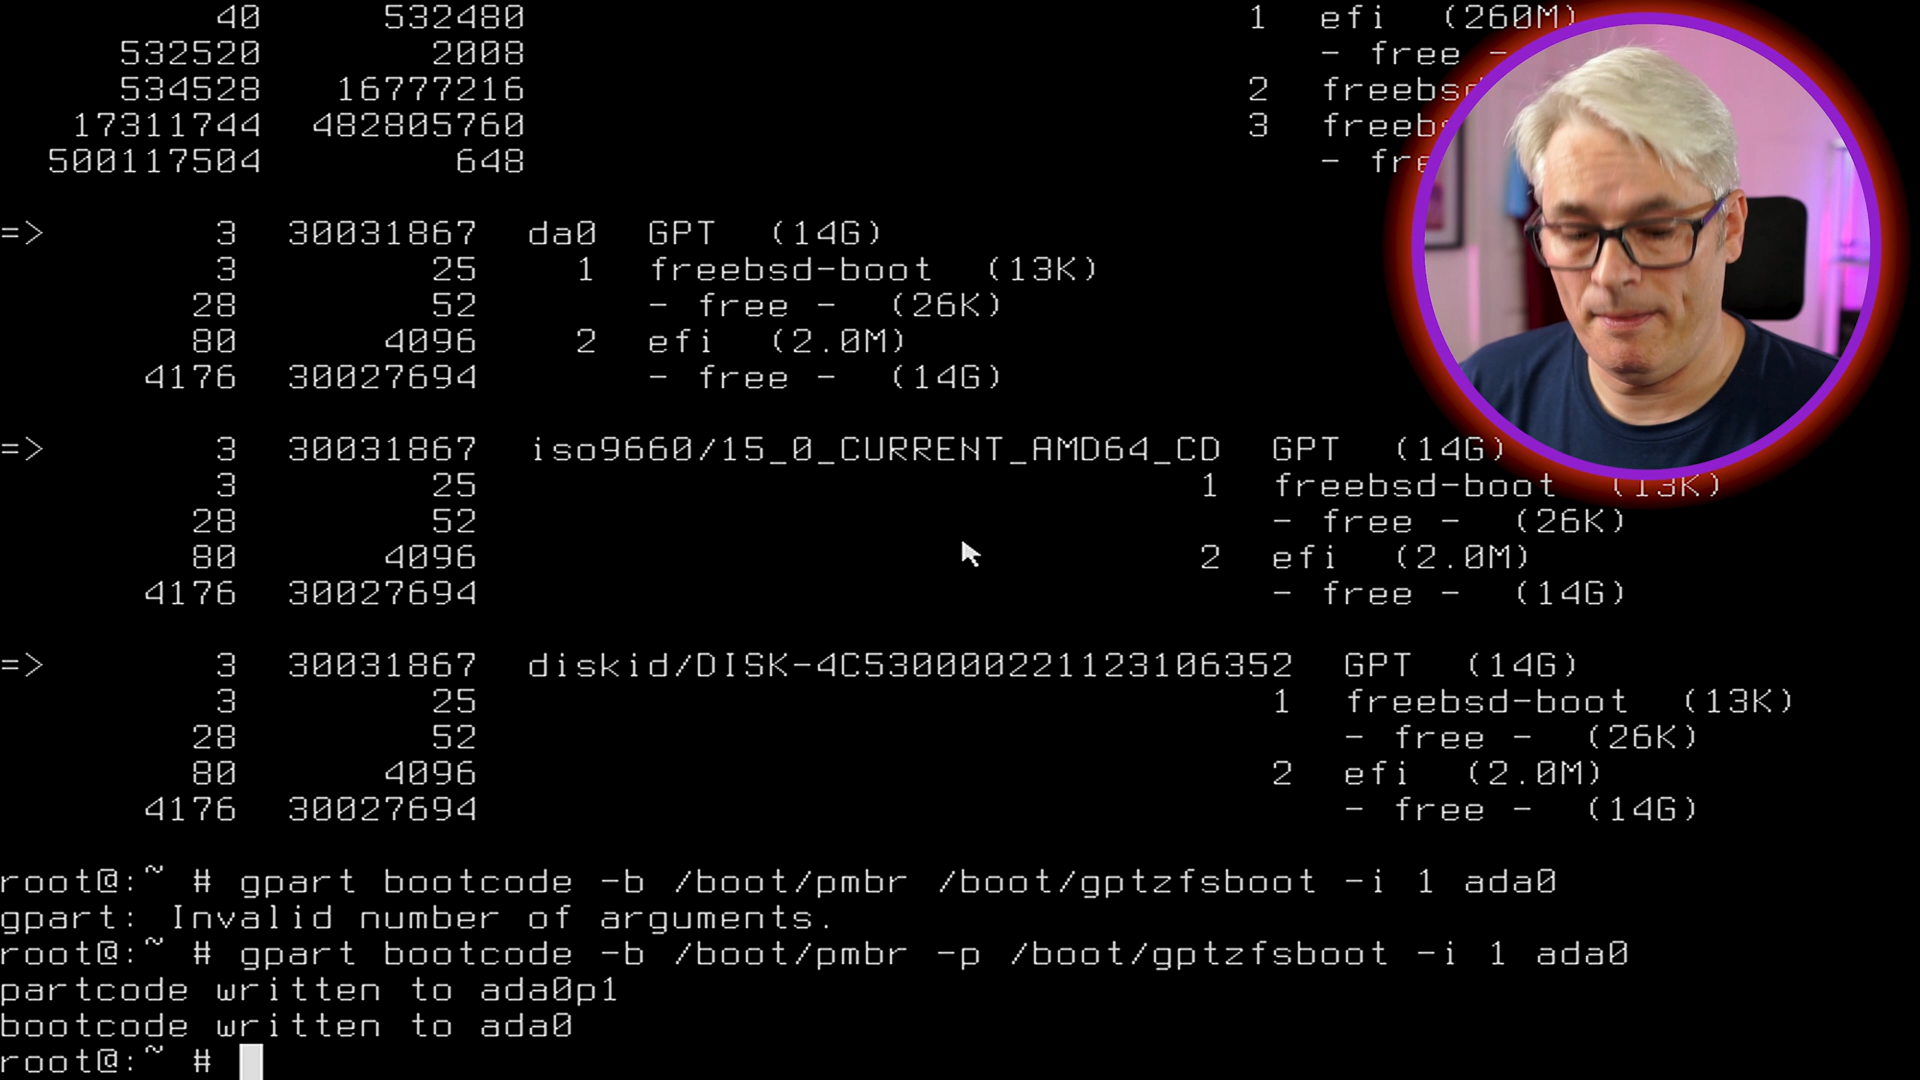 40 532480 1 efi (260M)
532520 2008 - free -
534528 16777216 2 freebsd
17311744 482805760 3 freeb
500117504 648 - fre
=> 3 30031867 da0 GPT (14G)
3 25 1 freebsd-boot (13K)
28 52 - free - (26K)
80 4096 2 efi (2.0M)
4176 30027694 - free - (14G)
=> 3 30031867 iso9660/15_0_CURRENT_AMD64_CD GPT (14G)
3 25 1 freebsd-boot (13K)
28 52 - free - (26K)
80 4096 2 efi (2.0M)
4176 30027694 - free - (14G)
=> 3 30031867 diskid/DISK-4C530000221123106352 GPT (14G)
3 25 1 freebsd-boot (13K)
28 52 - free - (26K)
80 4096 2 efi (2.0M)
4176 30027694 - free - (14G)
root@:~ # gpart bootcode -b /boot/pmbr /boot/gptzfsboot -i 1 ada0
gpart: Invalid number of arguments.
root@:~ # gpart bootcode -b /boot/pmbr -p /boot/gptzfsboot -i 1 ada0
partcode written to ada0p1
bootcode written to ada0
root@:~ #